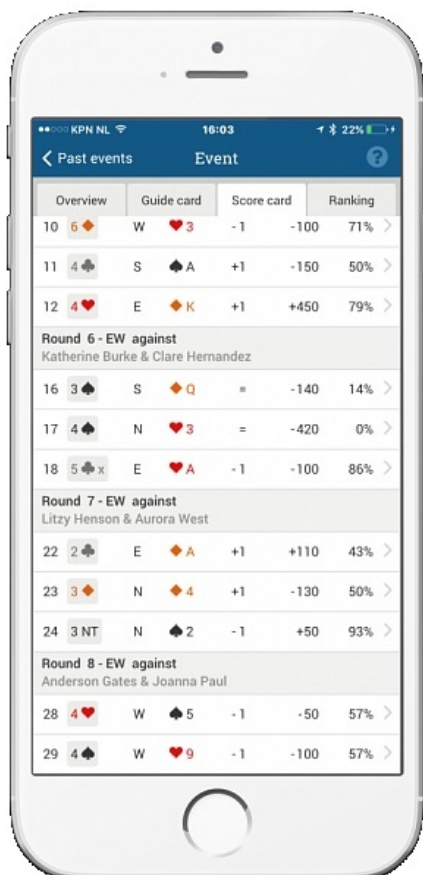 KPN NL 16:03 22%
Past events Event ?
Overview Guide card Score card Ranking
10 6♦ W ♥3 -1 -100 71%
11 4♣ S ♠A +1 -150 50%
12 4♥ E ♦K +1 +450 79%
Round 6 - EW against
Katherine Burke & Clare Hernandez
16 3♠ S ♦Q = -140 14%
17 4♠ N ♥3 = -420 0%
18 5♣x E ♥A -1 -100 86%
Round 7 - EW against
Litzy Henson & Aurora West
22 2♣ E ♦A +1 +110 43%
23 3♦ N ♦4 +1 -130 50%
24 3 NT N ♠2 -1 +50 93%
Round 8 - EW against
Anderson Gates & Joanna Paul
28 4♥ W ♠5 -1 -50 57%
29 4♠ W ♥9 -1 -100 57%